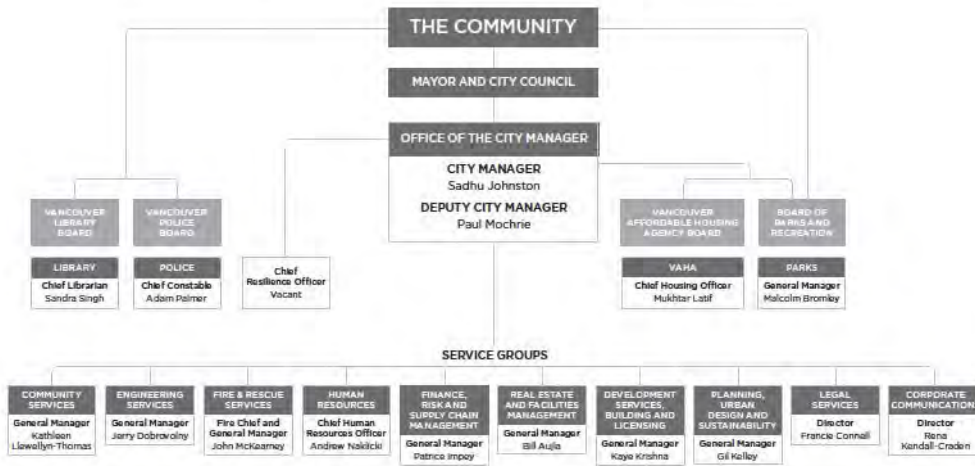 THE COMMUNITY
MAYOR AND CITY COUNCIL
OFFICE OF THE CITY MANAGER
CITY MANAGER
Sadhu Johnston
DEPUTY CITY MANAGER
Paul Mochrie
VANCOUVER
LIBRARY
BOARD
VANCOUVER
POLICE
BOARD
VANCOUVER
AFFORDABLE HOUSING
AGENCY BOARD
BOARD OF
PARKS AND
RECREATION
LIBRARY
Chief Librarian
Sandra Singh
POLICE
Chief Constable
Adam Palmer
Chief
Resilience Officer
Vacant
VAHA
Chief Housing Officer
Mukhtar Latif
PARKS
General Manager
Malcolm Bromley
SERVICE GROUPS
COMMUNITY
SERVICES
General Manager
Kathleen
Llewellyn-Thomas
ENGINEERING
SERVICES
General Manager
Jerry Dobrovolny
FIRE & RESCUE
SERVICES
Fire Chief and
General Manager
John McKearney
HUMAN
RESOURCES
Chief Human
Resources Officer
Andrew Naklicki
FINANCE,
RISK AND
SUPPLY CHAIN
MANAGEMENT
General Manager
Patrice Impey
REAL ESTATE
AND FACILITIES
MANAGEMENT
General Manager
Bill Aujla
DEVELOPMENT
SERVICES,
BUILDING AND
LICENSING
General Manager
Kaye Krishna
PLANNING,
URBAN
DESIGN AND
SUSTAINABILITY
General Manager
Gil Kelley
LEGAL
SERVICES
Director
Francie Connell
CORPORATE
COMMUNICATIONS
Director
Rena
Kendall-Craden